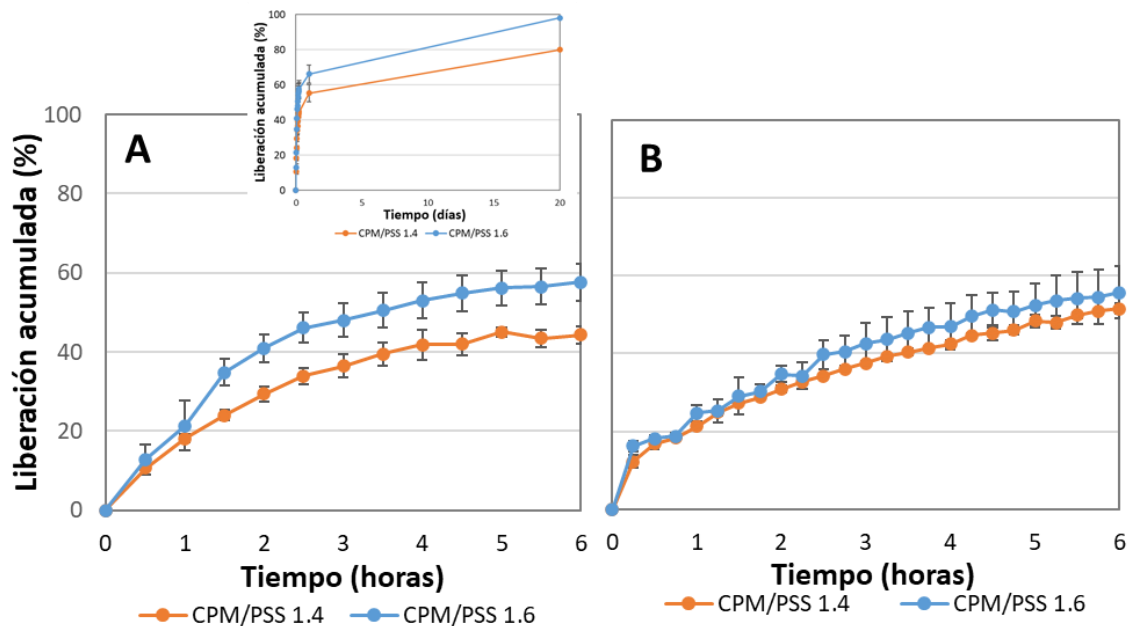 100
80
60
40
20
0
Liberación acumulada (%)
0
5
10
15
20
Tiempo (días)
CPM/PSS 1.4
CPM/PSS 1.6
A
100
80
60
40
20
0
Liberación acumulada (%)
0
1
2
3
4
5
6
Tiempo (horas)
CPM/PSS 1.4
CPM/PSS 1.6
B
0
1
2
3
4
5
6
Tiempo (horas)
CPM/PSS 1.4
CPM/PSS 1.6